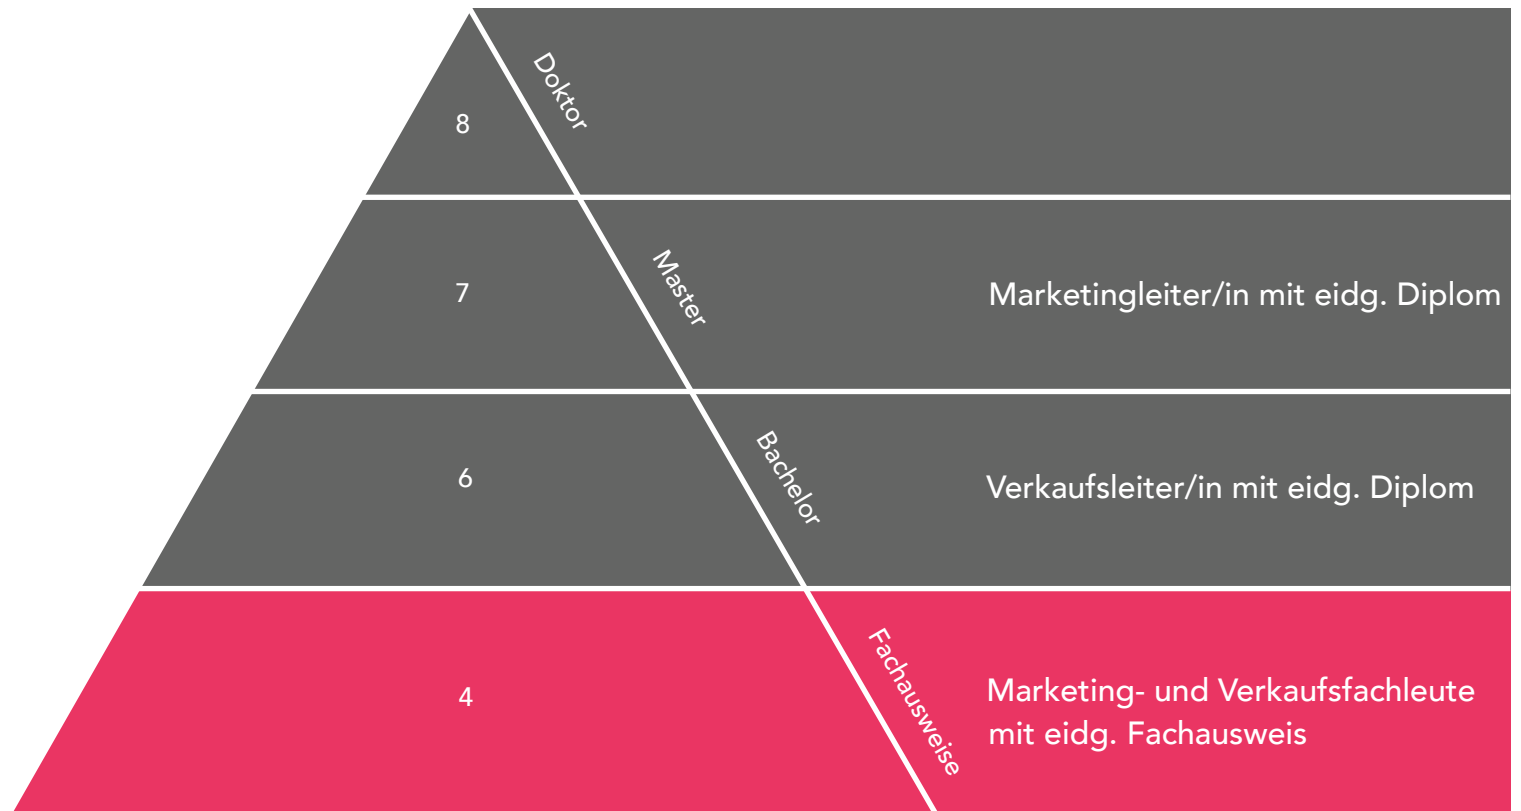 8
Doktor
7
Master
Marketingleiter/in mit eidg. Diplom
6
Bachelor
Verkaufsleiter/in mit eidg. Diplom
4
Fachausweise
Marketing- und Verkaufsfachleute
mit eidg. Fachausweis